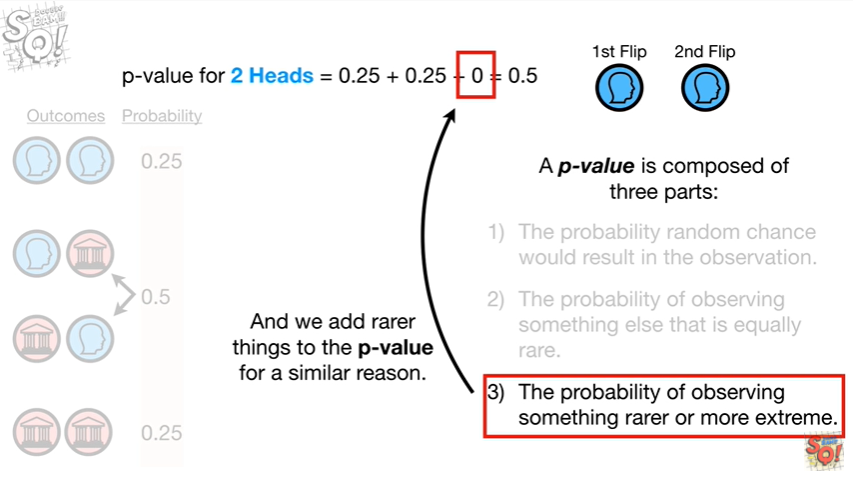 SQ!
p-value for 2 Heads = 0.25 + 0.25 + 0 = 0.5
1st Flip 2nd Flip
Outcomes Probability
0.25
0.5
0.25
And we add rarer
things to the p-value
for a similar reason.
A p-value is composed of
three parts:
1) The probability random chance
would result in the observation.
2) The probability of observing
something else that is equally
rare.
3) The probability of observing
something rarer or more extreme.
SQ!